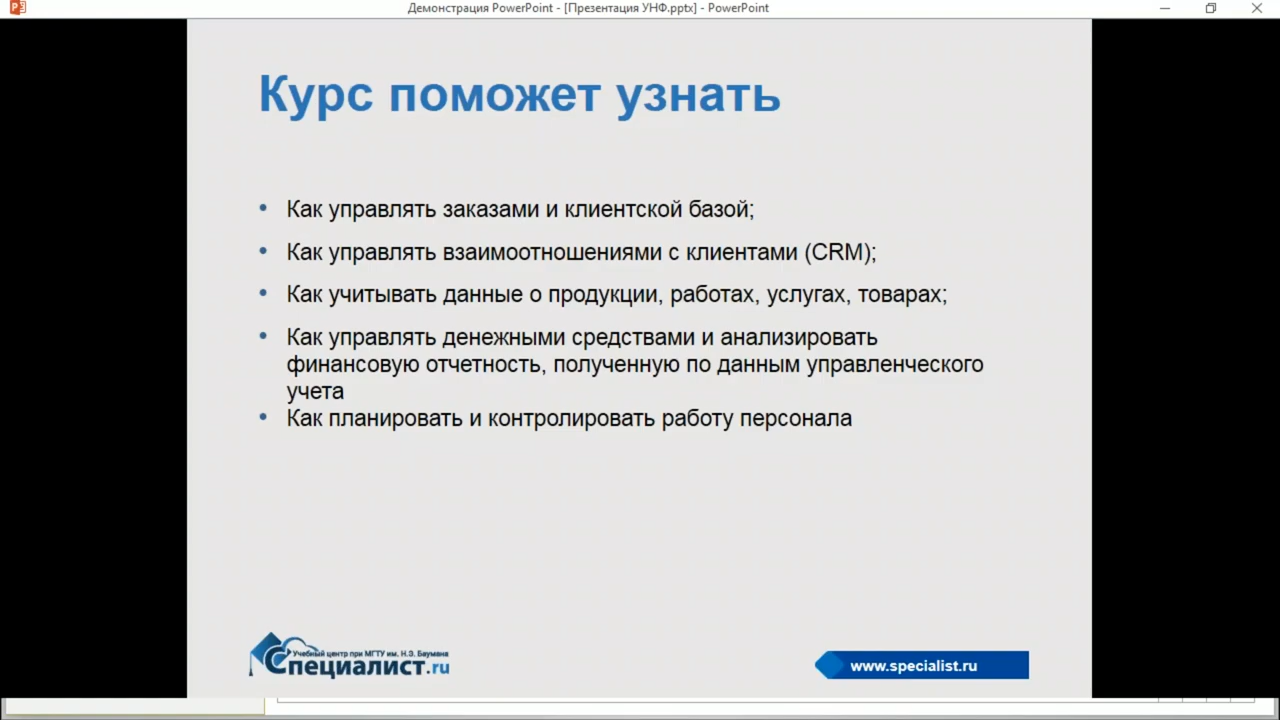 Демонстрация PowerPoint - [Презентация УНФ.pptx] - PowerPoint
Курс поможет узнать
• Как управлять заказами и клиентской базой;
• Как управлять взаимоотношениями с клиентами (CRM);
• Как учитывать данные о продукции, работах, услугах, товарах;
• Как управлять денежными средствами и анализировать
финансовую отчетность, полученную по данным управленческого
учета
• Как планировать и контролировать работу персонала
Учебный центр при МГТУ им. Н.Э. Баумана
Специалист.ru
www.specialist.ru